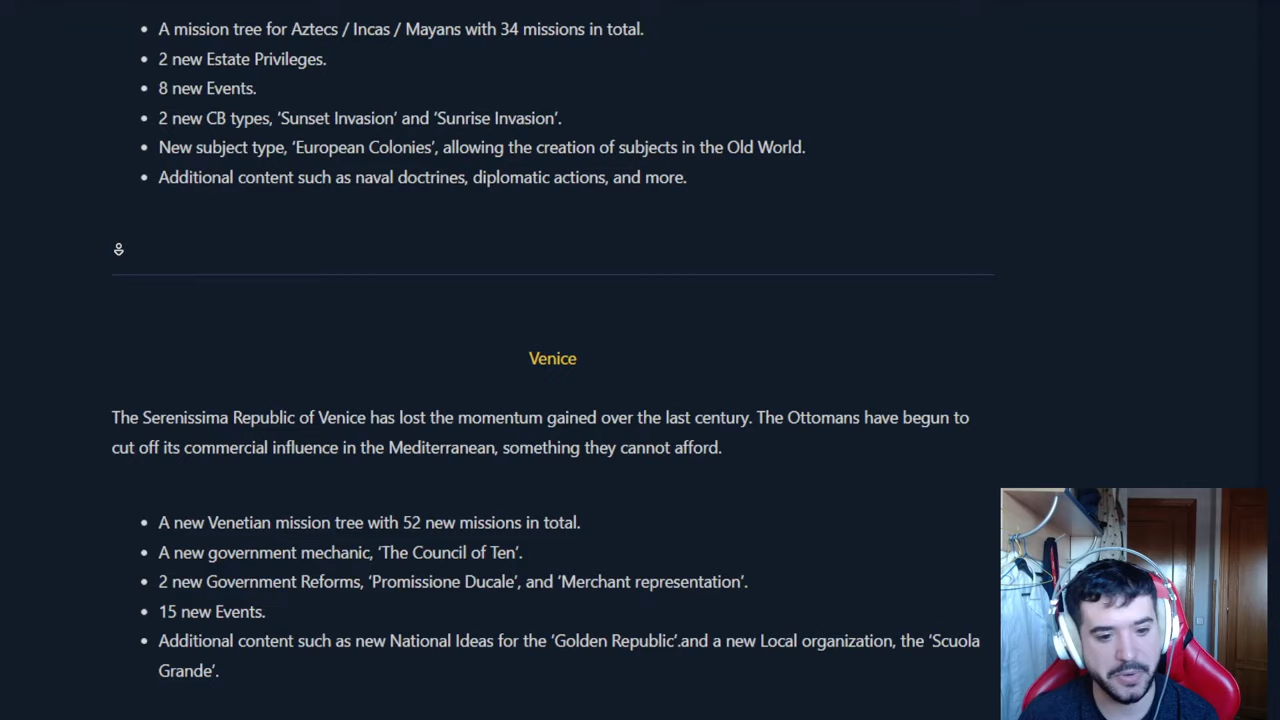 A mission tree for Aztecs / Incas / Mayans with 34 missions in total.
2 new Estate Privileges.
8 new Events.
2 new CB types, ‘Sunset Invasion’ and ‘Sunrise Invasion’.
New subject type, ‘European Colonies’, allowing the creation of subjects in the Old World.
Additional content such as naval doctrines, diplomatic actions, and more.
Venice
The Serenissima Republic of Venice has lost the momentum gained over the last century. The Ottomans have begun to
cut off its commercial influence in the Mediterranean, something they cannot afford.
A new Venetian mission tree with 52 new missions in total.
A new government mechanic, ‘The Council of Ten’.
2 new Government Reforms, ‘Promissione Ducale’, and ‘Merchant representation’.
15 new Events.
Additional content such as new National Ideas for the ‘Golden Republic’.and a new Local organization, the ‘Scuola
Grande’.